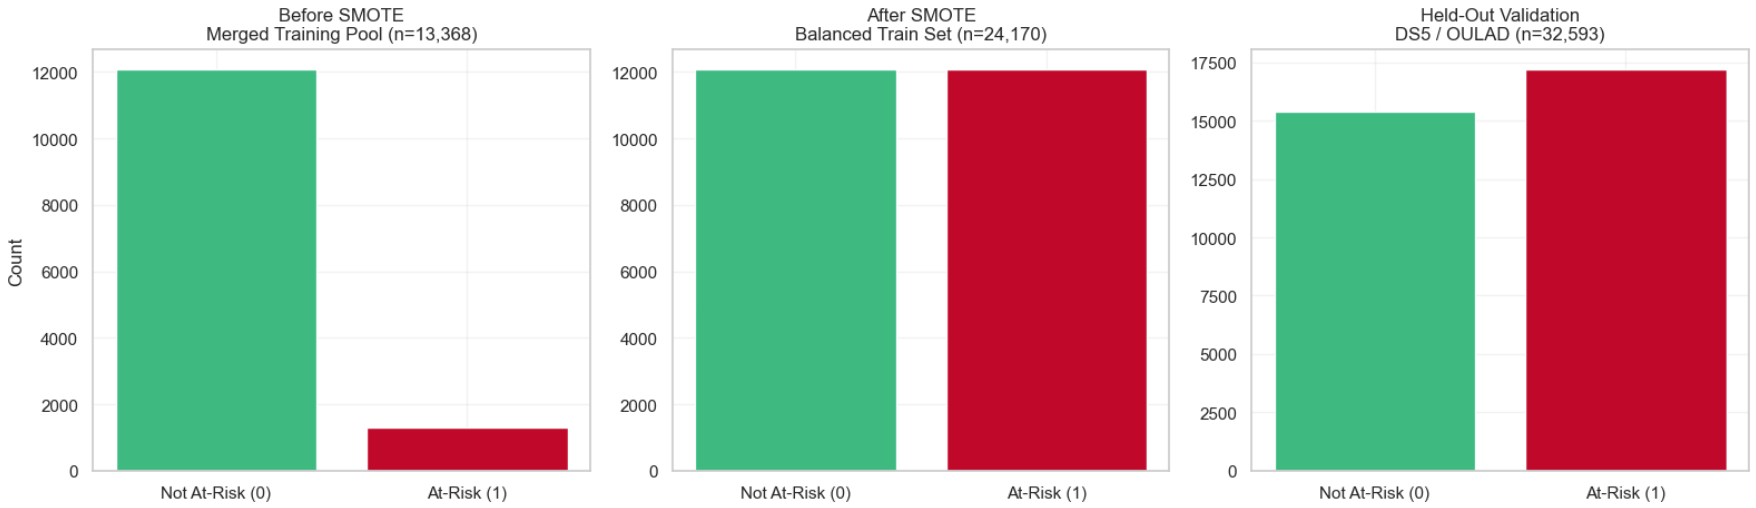 Before SMOTE
Merged Training Pool (n=13,368)
Count
12000
10000
8000
6000
4000
2000
0
Not At-Risk (0)
At-Risk (1)
After SMOTE
Balanced Train Set (n=24,170)
12000
10000
8000
6000
4000
2000
0
Not At-Risk (0)
At-Risk (1)
Held-Out Validation
DS5 / OULAD (n=32,593)
17500
15000
12500
10000
7500
5000
2500
0
Not At-Risk (0)
At-Risk (1)